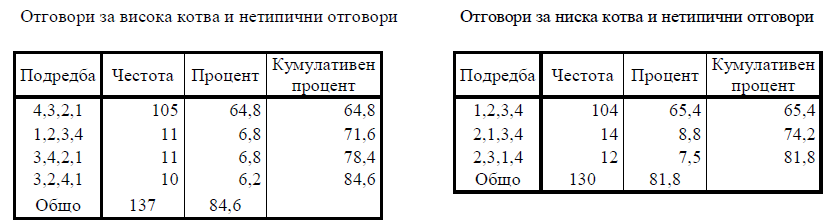 Отговори за висока котва и нетипични отговори
Подредба Честота Процент Кумулативен процент
4,3,2,1 105 64,8 64,8
1,2,3,4 11 6,8 71,6
3,4,2,1 11 6,8 78,4
3,2,4,1 10 6,2 84,6
Общо 137 84,6
Отговори за ниска котва и нетипични отговори
Подредба Честота Процент Кумулативен процент
1,2,3,4 104 65,4 65,4
2,1,3,4 14 8,8 74,2
2,3,1,4 12 7,5 81,8
Общо 130 81,8